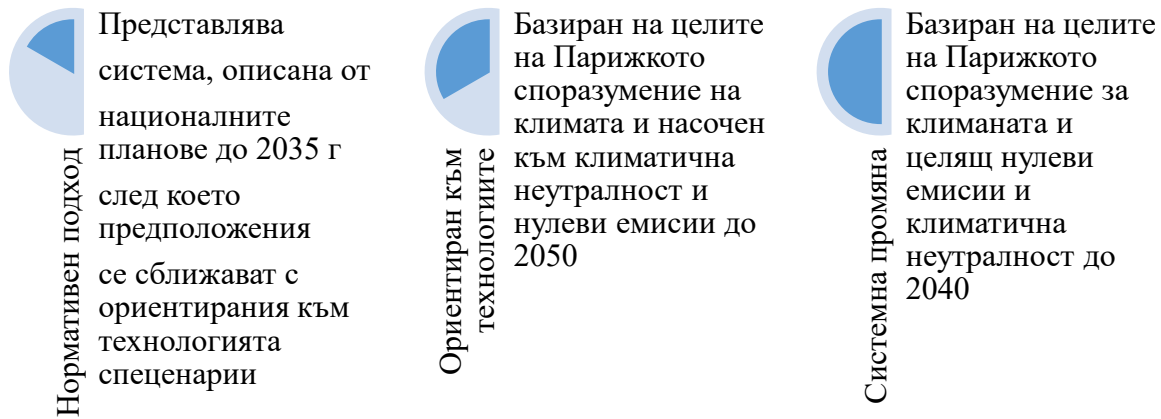 Нормативен подход
Представлява
система, описана от
националните
планове до 2035 г
след което
предположения
се сближават с
ориентирания към
технологията
спеценарии
Ориентиран към
технологиите
Базиран на целите
на Парижкото
споразумение на
климата и насочен
към климатична
неутралност и
нулеви емисии до
2050
Системна промяна
Базиран на целите
на Парижкото
споразумение за
климаната и
целящ нулеви
емисии и
климатична
неутралност до
2040